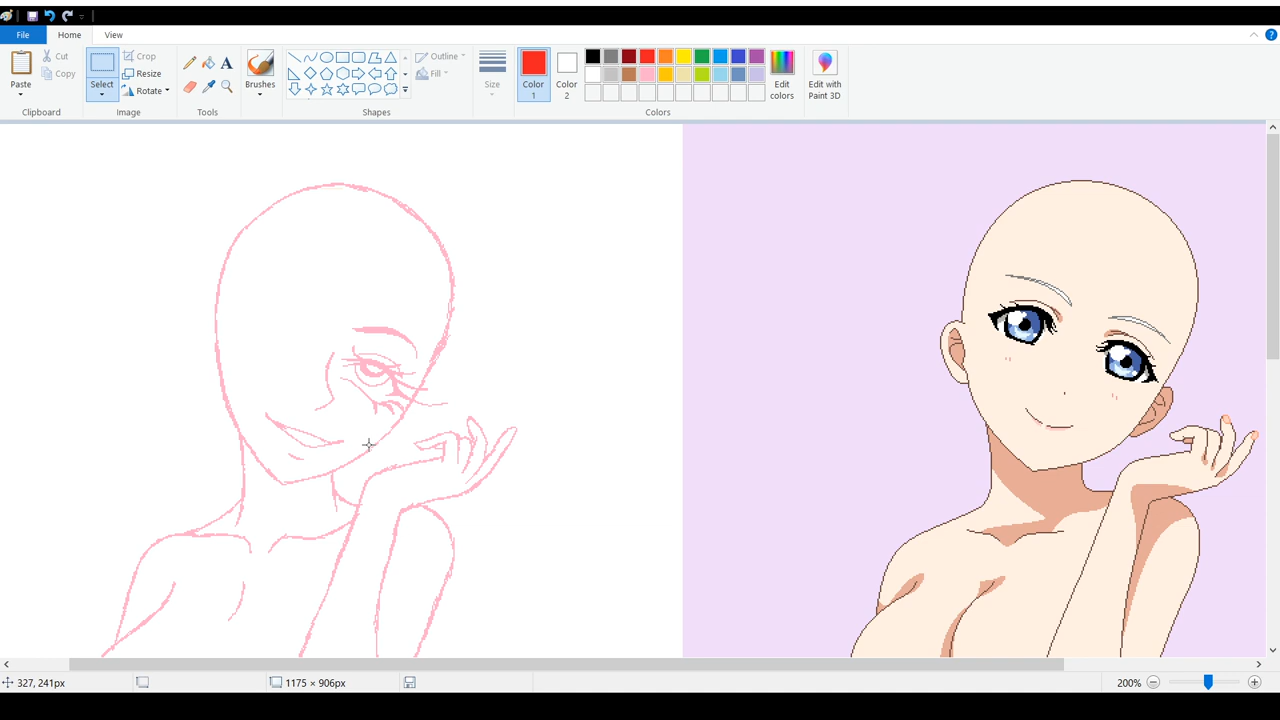 File
Home
View
Paste
Cut
Copy
Clipboard
Select
Crop
Resize
Rotate
Image
A
Tools
Brushes
Shapes
Outline
Fill
Size
Color 1
Color 2
Edit colors
Colors
Edit with Paint 3D
327, 241px
1175 × 906px
200%